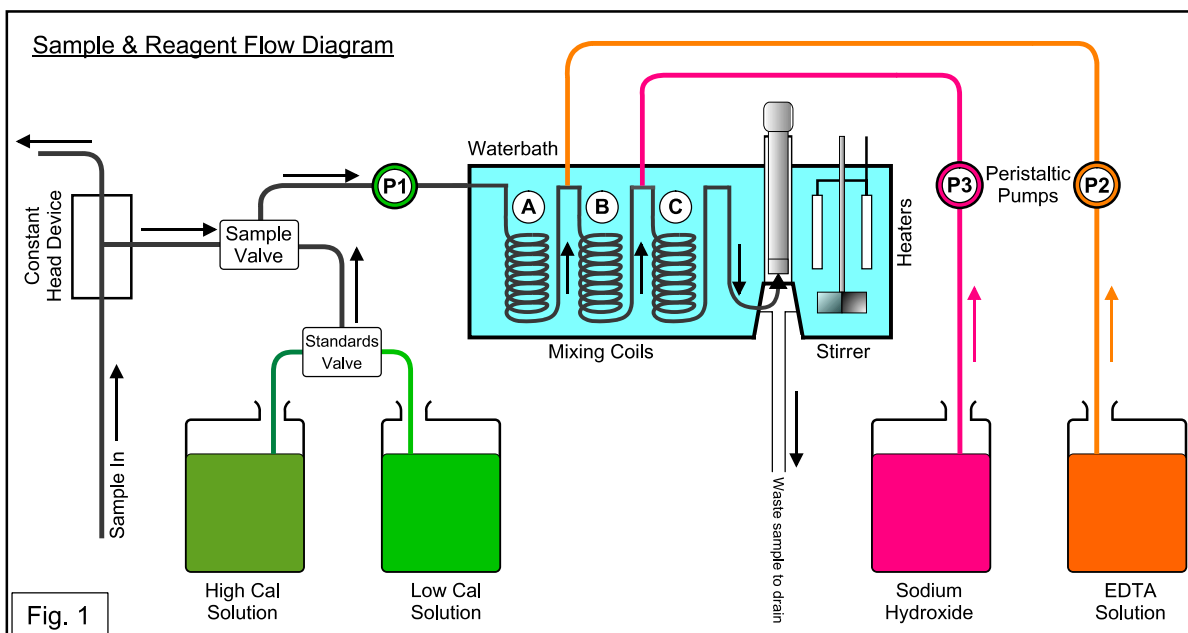 Sample & Reagent Flow Diagram
Waterbath
P1
P3
Peristaltic
Pumps
P2
A
B
C
Constant
Head Device
Sample
Valve
Heaters
Standards
Valve
Mixing Coils
Stirrer
Sample In
Waste sample to drain
High Cal
Solution
Low Cal
Solution
Sodium
Hydroxide
EDTA
Solution
Fig. 1